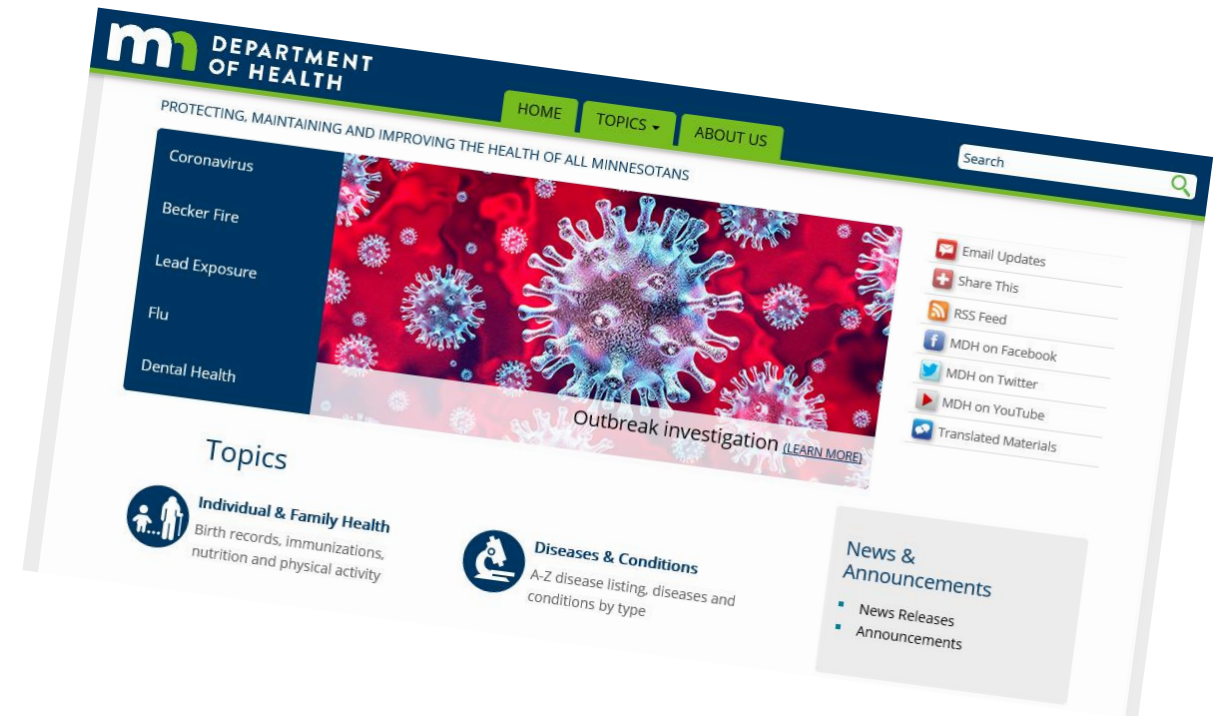 mn DEPARTMENT
OF HEALTH
HOME
TOPICS
ABOUT US
Search
PROTECTING, MAINTAINING AND IMPROVING THE HEALTH OF ALL MINNESOTANS
Coronavirus
Becker Fire
Lead Exposure
Flu
Dental Health
Outbreak investigation (LEARN MORE)
Email Updates
Share This
RSS Feed
MDH on Facebook
MDH on Twitter
MDH on YouTube
Translated Materials
Topics
Individual & Family Health
Birth records, immunizations,
nutrition and physical activity
Diseases & Conditions
A-Z disease listing, diseases and
conditions by type
News &
Announcements
News Releases
Announcements